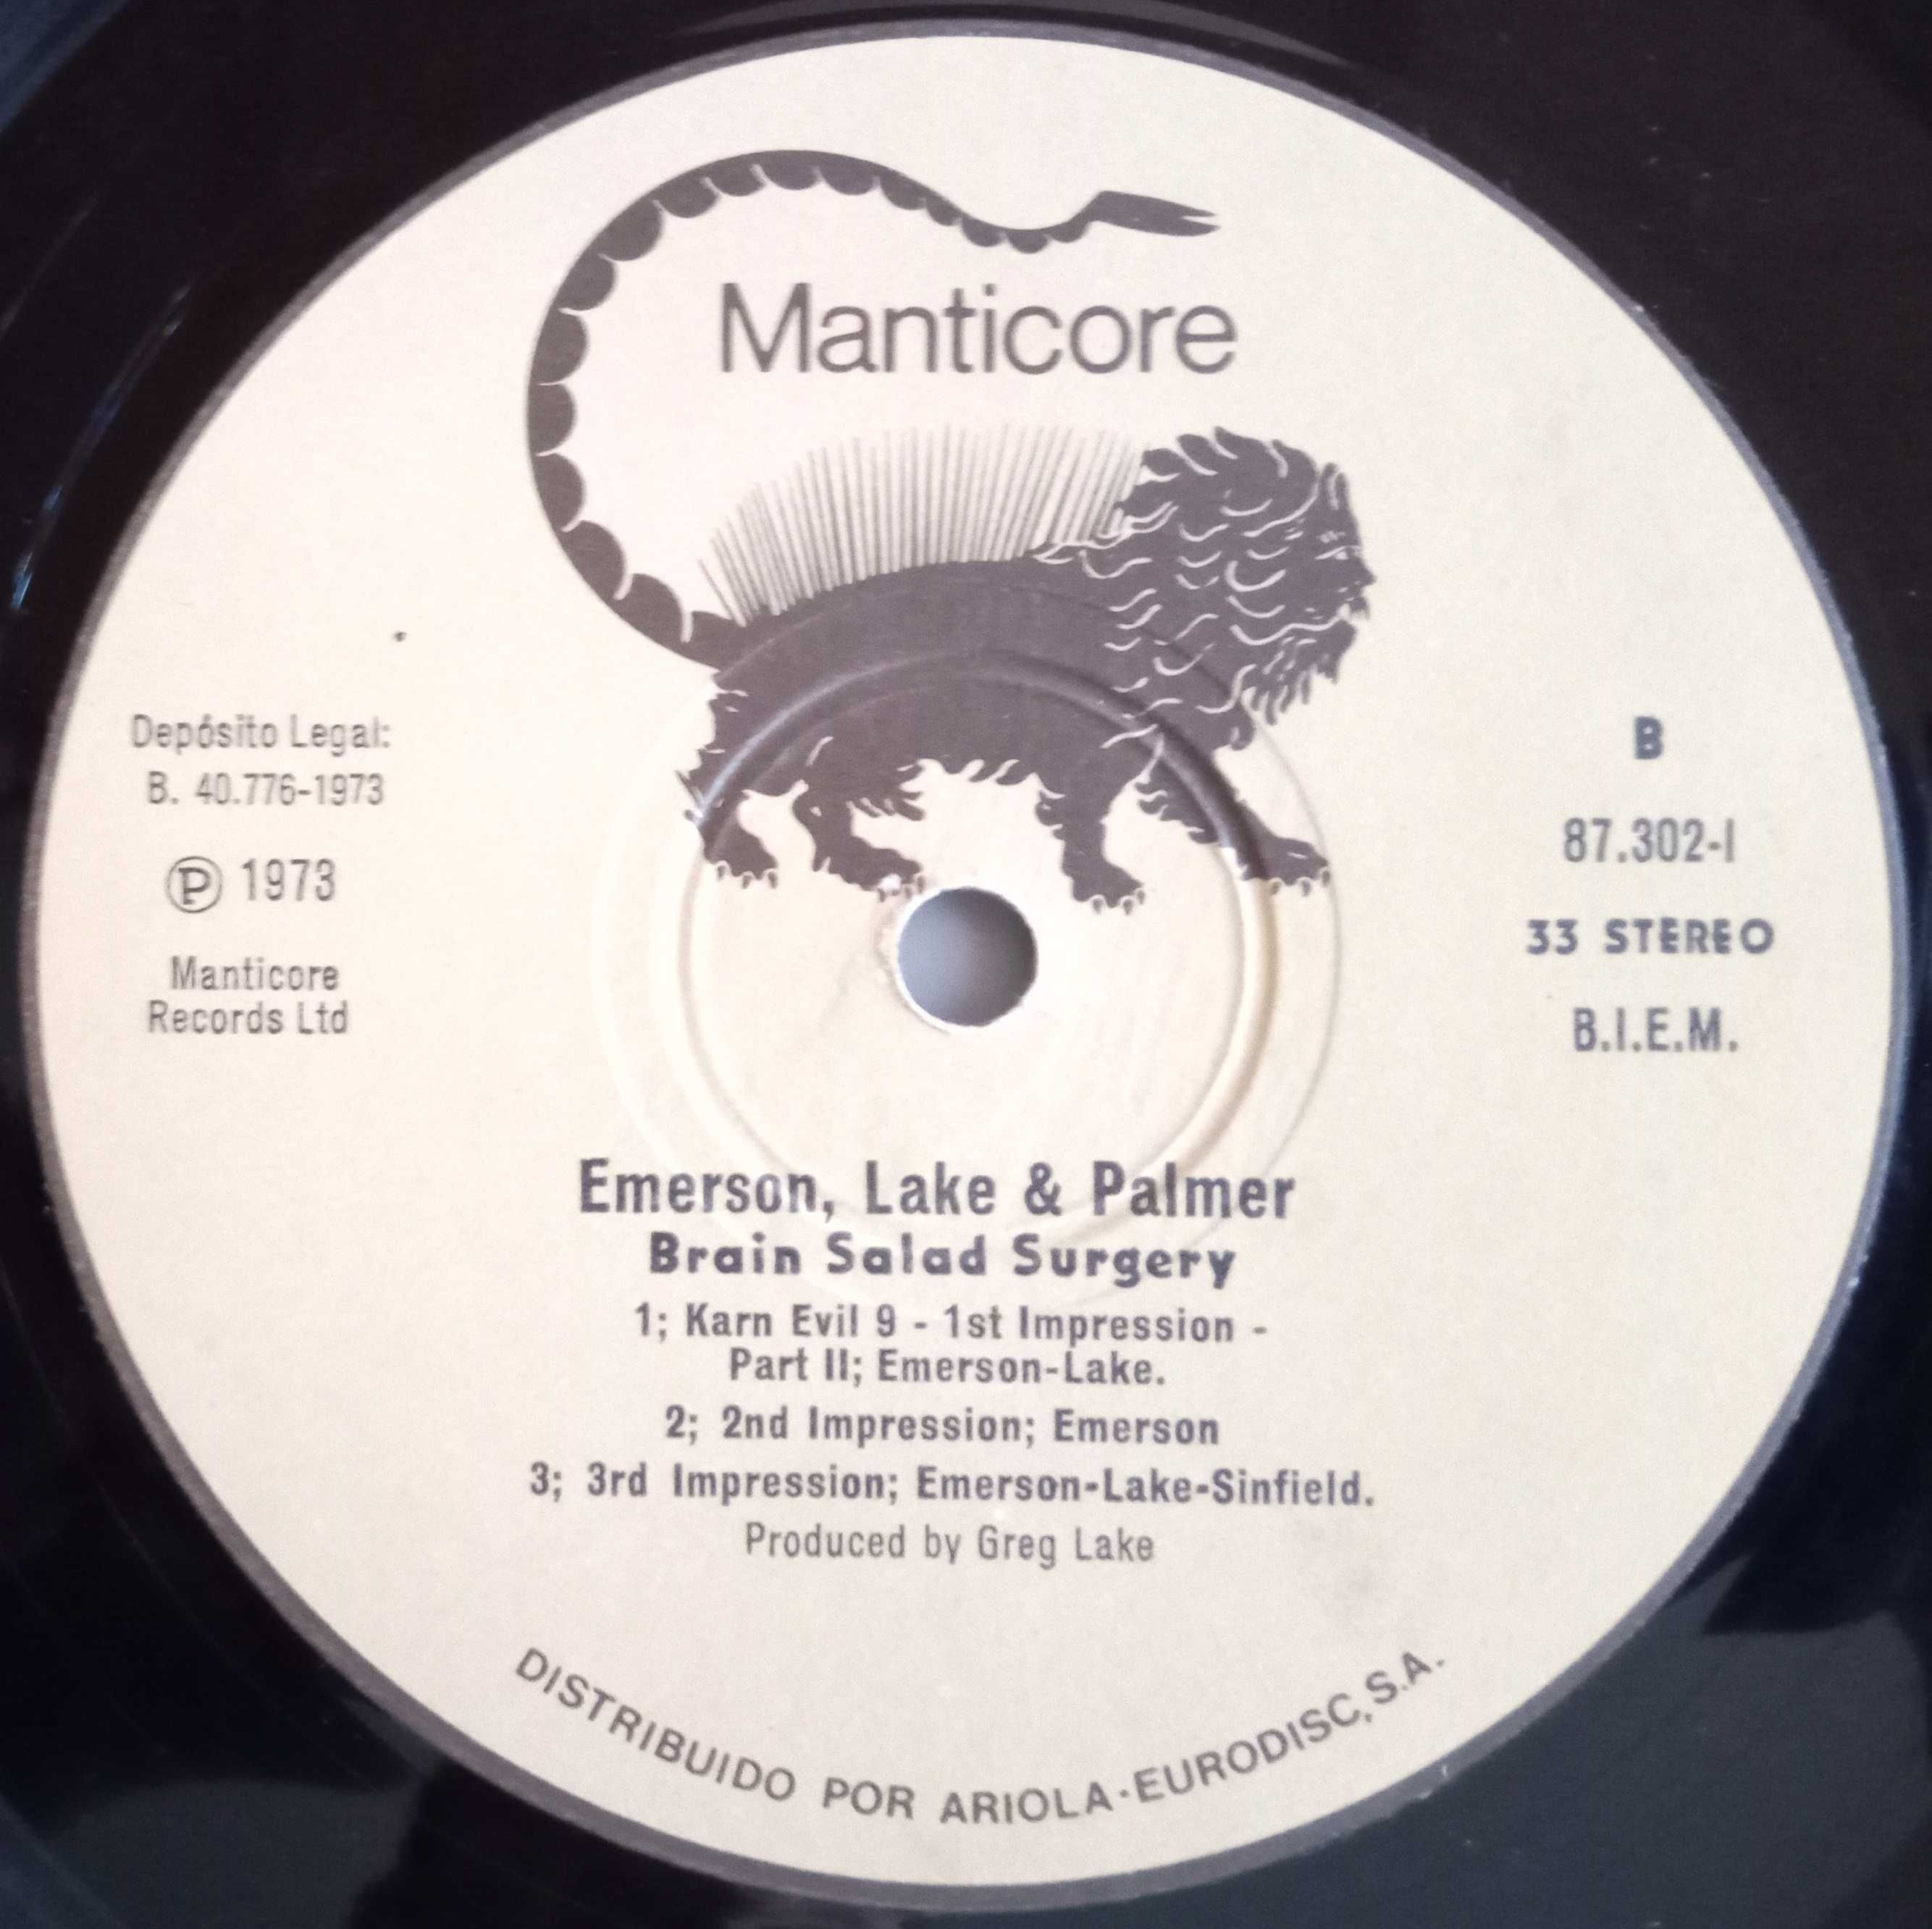 Manticore
Depósito Legal:
B. 40.776-1973
Ⓟ 1973
Manticore
Records Ltd
B
87.302-I
33 STEREO
B.I.E.M.
Emerson, Lake & Palmer
Brain Salad Surgery
1; Karn Evil 9 - 1st Impression -
Part II; Emerson-Lake.
2; 2nd Impression; Emerson
3; 3rd Impression; Emerson-Lake-Sinfield.
Produced by Greg Lake
DISTRIBUIDO POR ARIOLA-EURODISC, S.A.